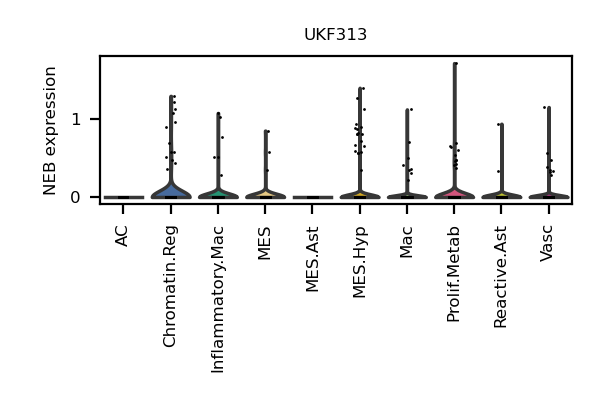 UKF313
NEB expression
1
0
AC
Chromatin.Reg
Inflammatory.Mac
MES
MES.Ast
MES.Hyp
Mac
Prolif.Metab
Reactive.Ast
Vasc